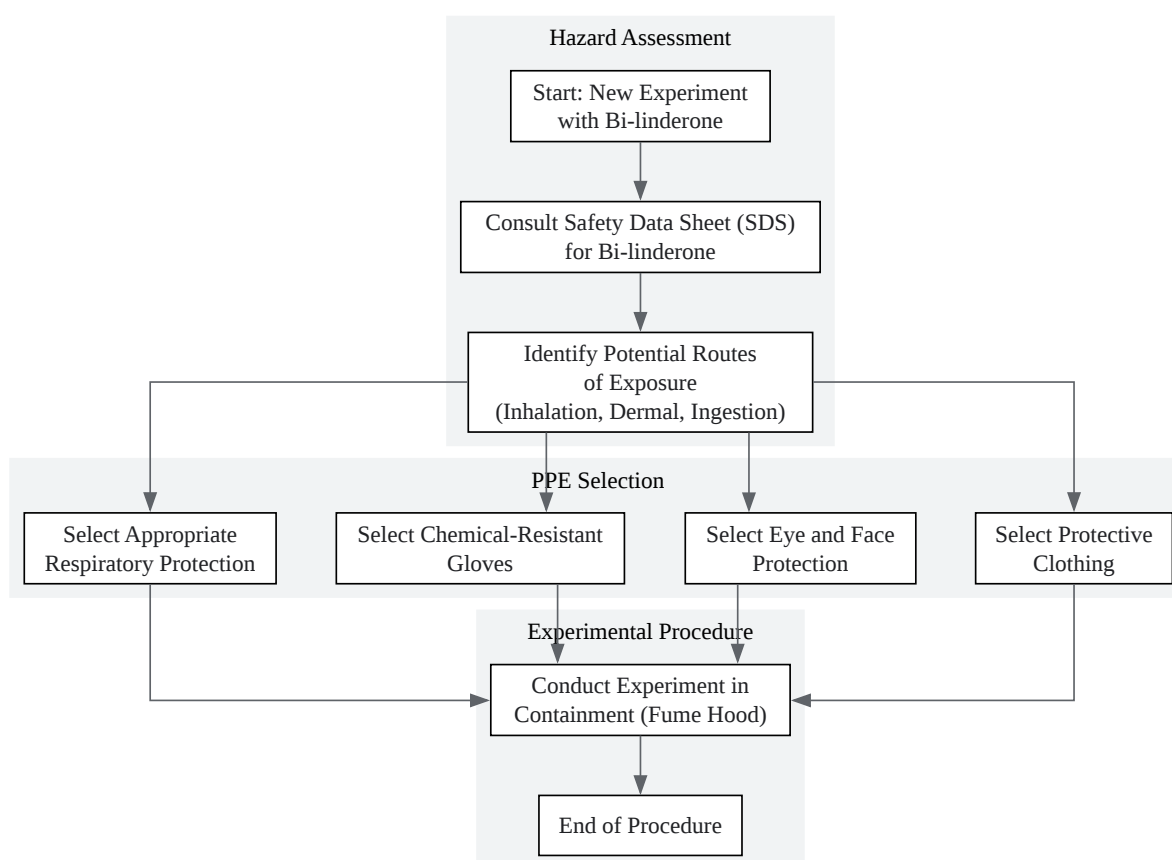 Hazard Assessment
Start: New Experiment
with Bi-linderone
Consult Safety Data Sheet (SDS)
for Bi-linderone
Identify Potential Routes
of Exposure
(Inhalation, Dermal, Ingestion)
PPE Selection
Select Appropriate
Respiratory Protection
Select Chemical-Resistant
Gloves
Select Eye and Face
Protection
Select Protective
Clothing
Experimental Procedure
Conduct Experiment in
Containment (Fume Hood)
End of Procedure